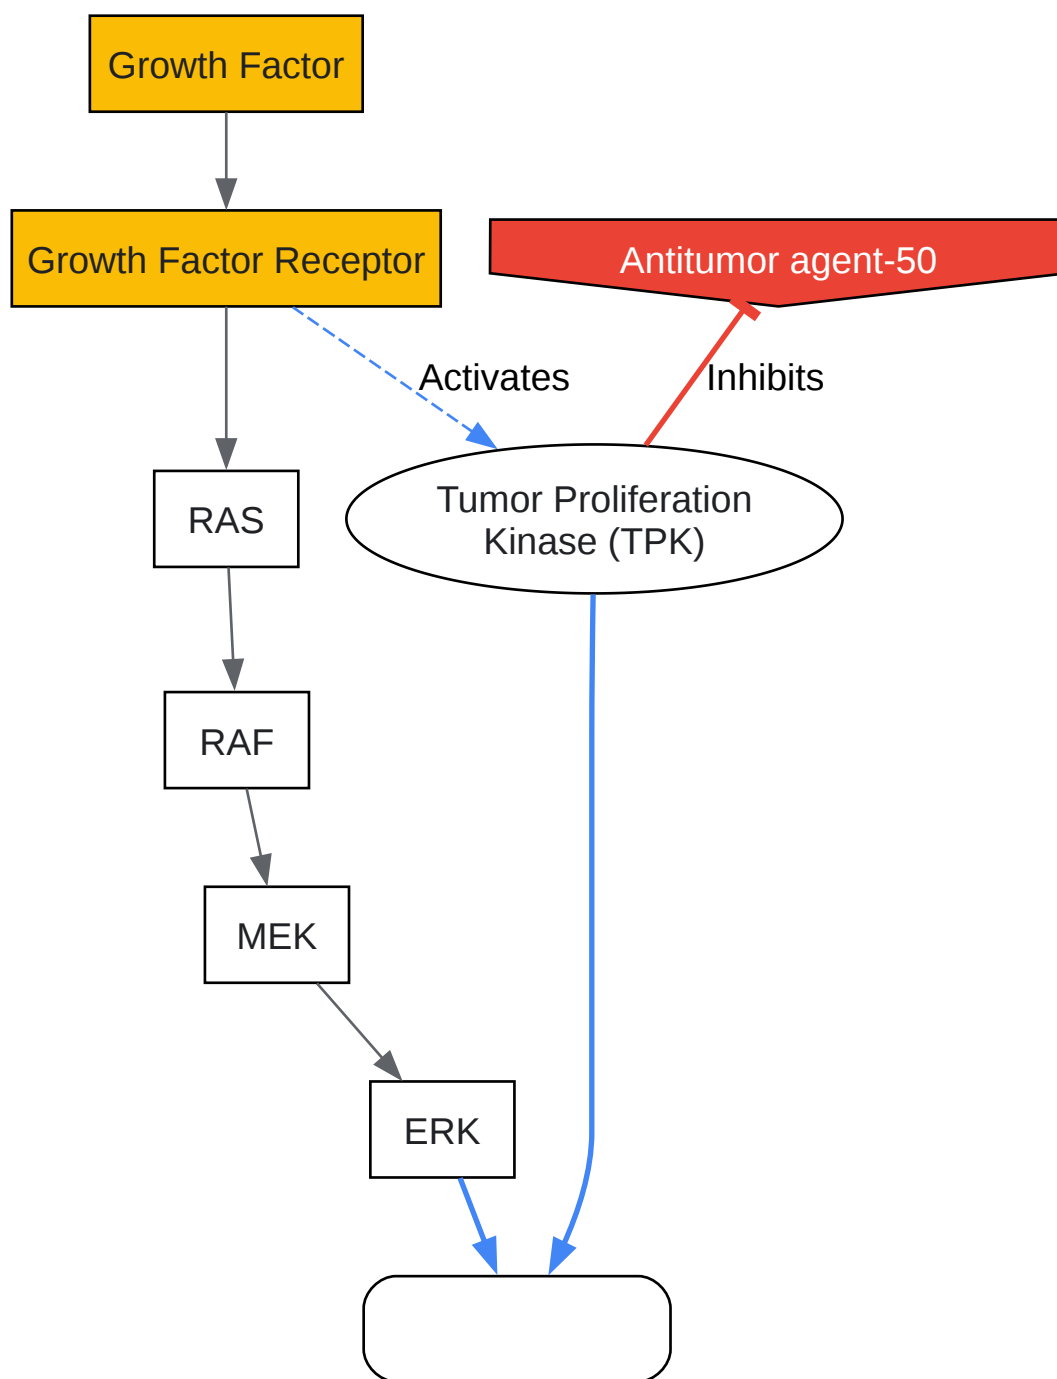 Growth Factor
Growth Factor Receptor
Antitumor agent-50
Activates
Inhibits
RAS
Tumor Proliferation
Kinase (TPK)
RAF
MEK
ERK